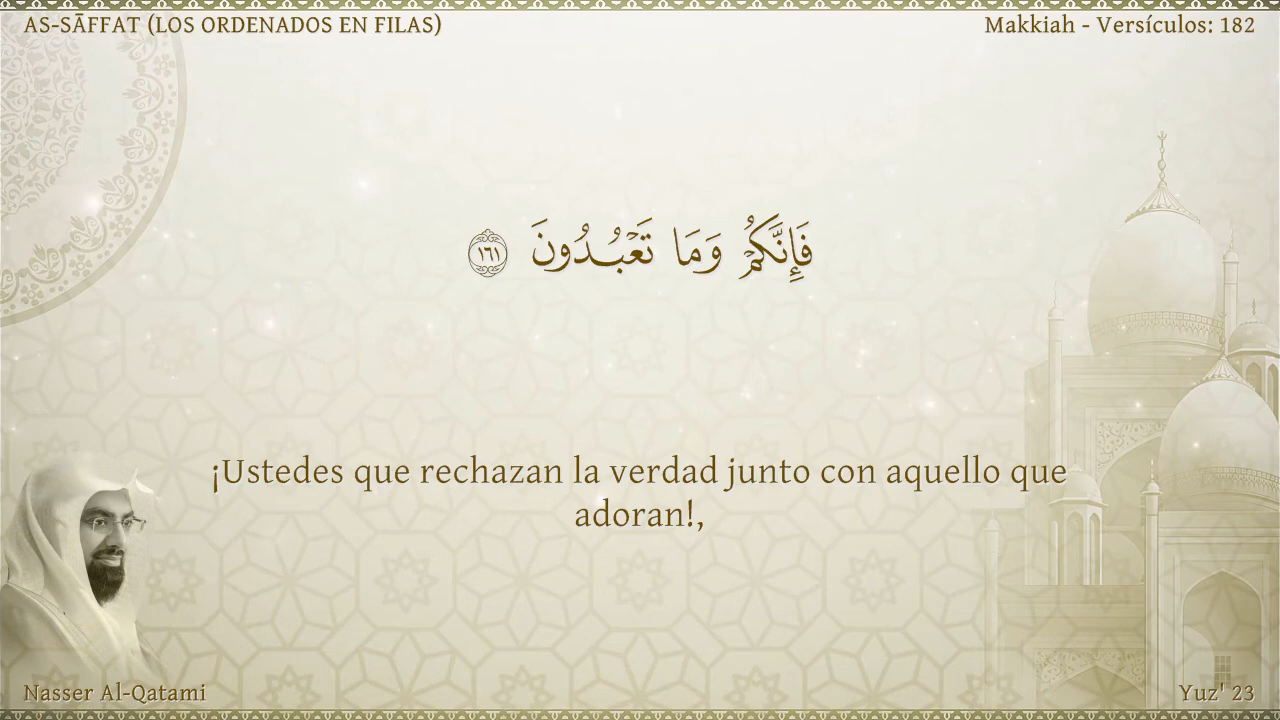 AS-SĀFFAT (LOS ORDENADOS EN FILAS)
Makkiah - Versículos: 182
فَإِنَّكُمْ وَمَا تَعْبُدُونَ ١٦١
¡Ustedes que rechazan la verdad junto con aquello que
adoran!,
Nasser Al-Qatami
Yuz' 23